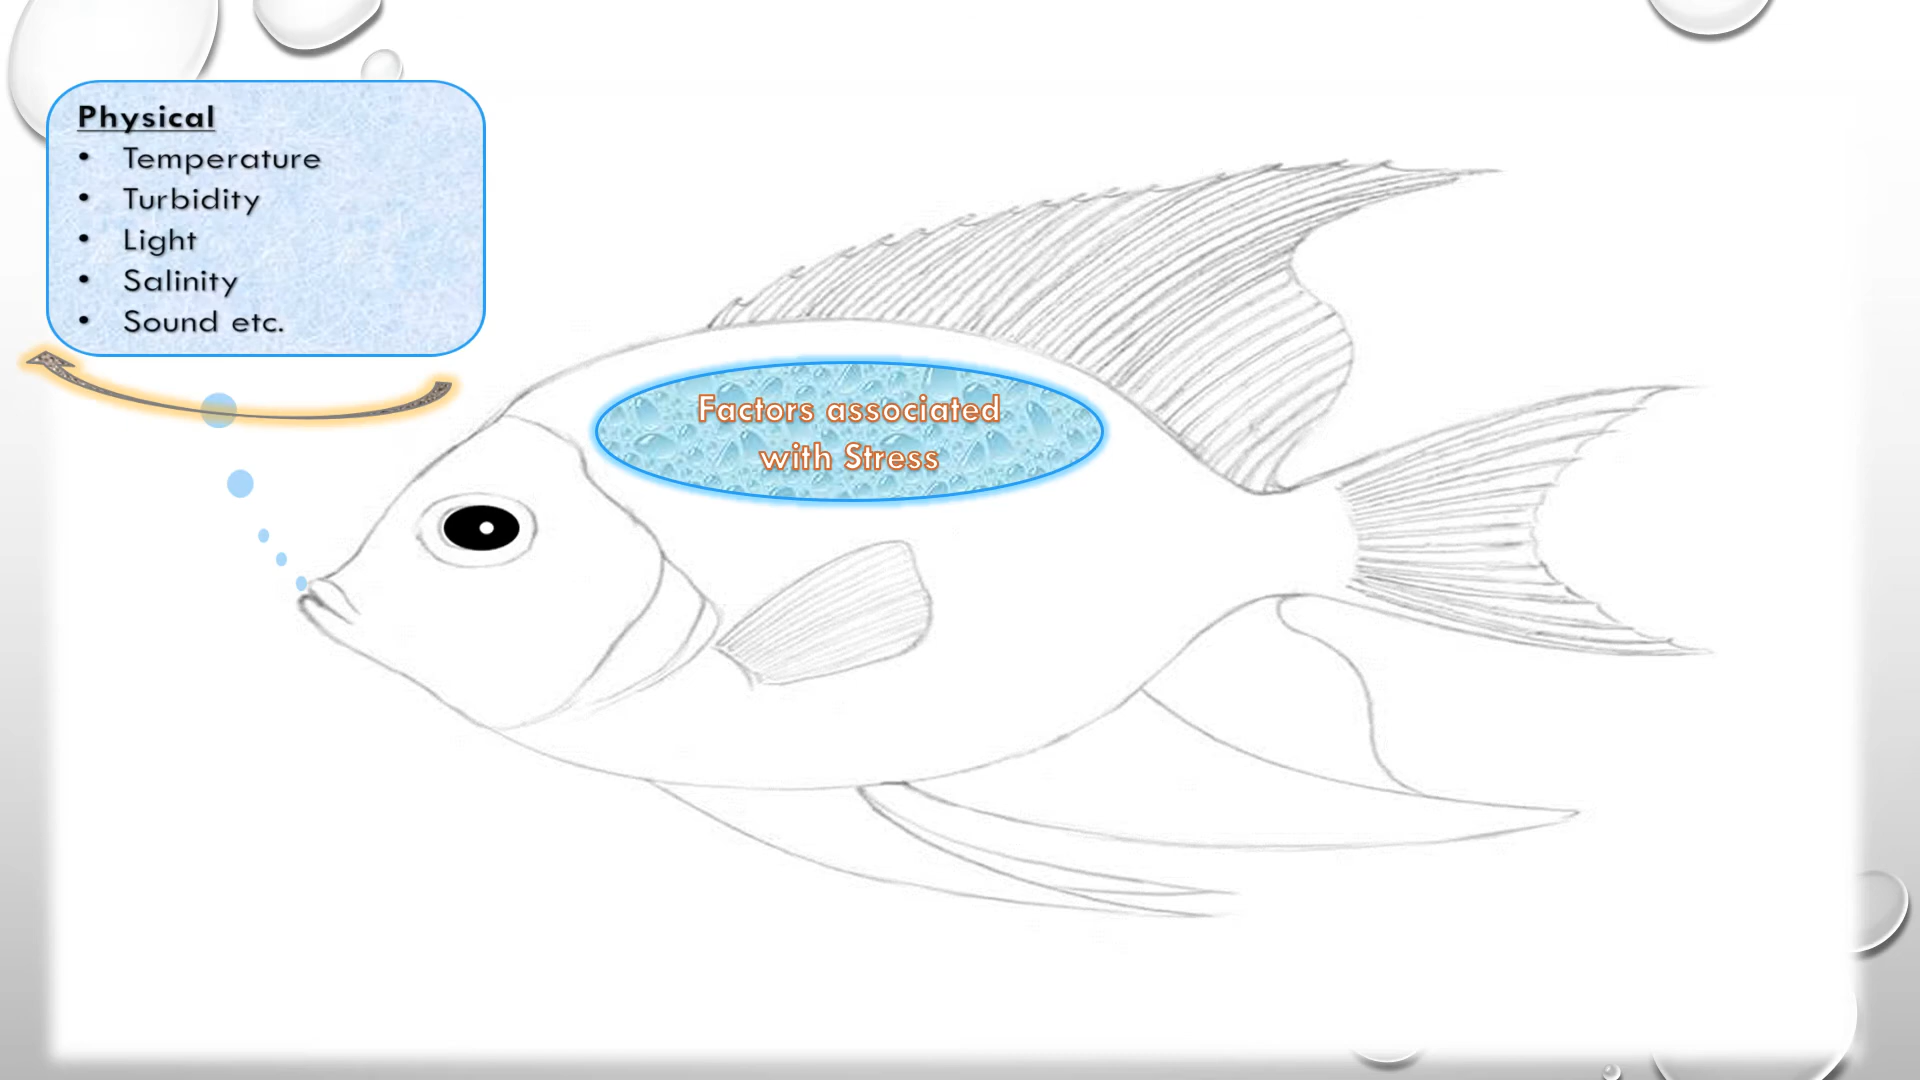 Physical
• Temperature
• Turbidity
• Light
• Salinity
• Sound etc.
Factors associated
with Stress